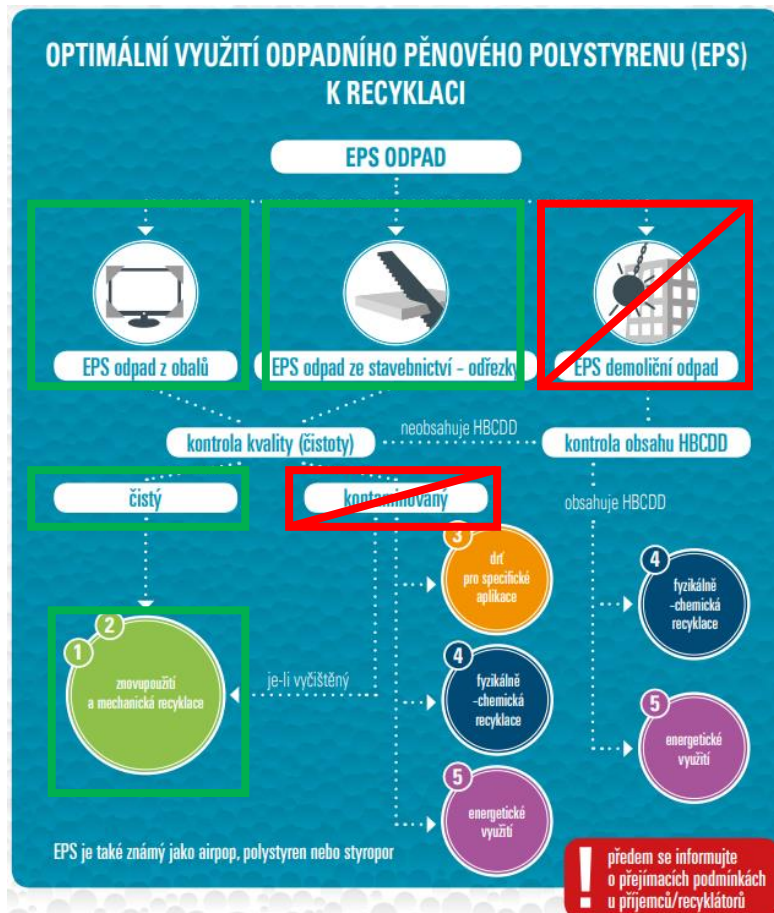 OPTIMÁLNÍ VYUŽITÍ ODPADNÍHO PĚNOVÉHO POLYSTYRENU (EPS)
K RECYKLACI
EPS ODPAD
EPS odpad z obalů
EPS odpad ze stavebnictví - odřezky
EPS demoliční odpad
kontrola kvality (čistoty)
neobsahuje HBCDD
kontrola obsahu HBCDD
čistý
kontaminovaný
obsahuje HBCDD
3
drť
pro specifické
aplikace
4
fyzikálně
-chemická
recyklace
1
2
znovupoužití
a mechanická recyklace
je-li vyčištěný
4
fyzikálně
-chemická
recyklace
5
energetické
využití
5
energetické
využití
EPS je také známý jako airpop, polystyren nebo styropor
!
předem se informujte
o přejímacích podmínkách
u příjemců/recyklátorů